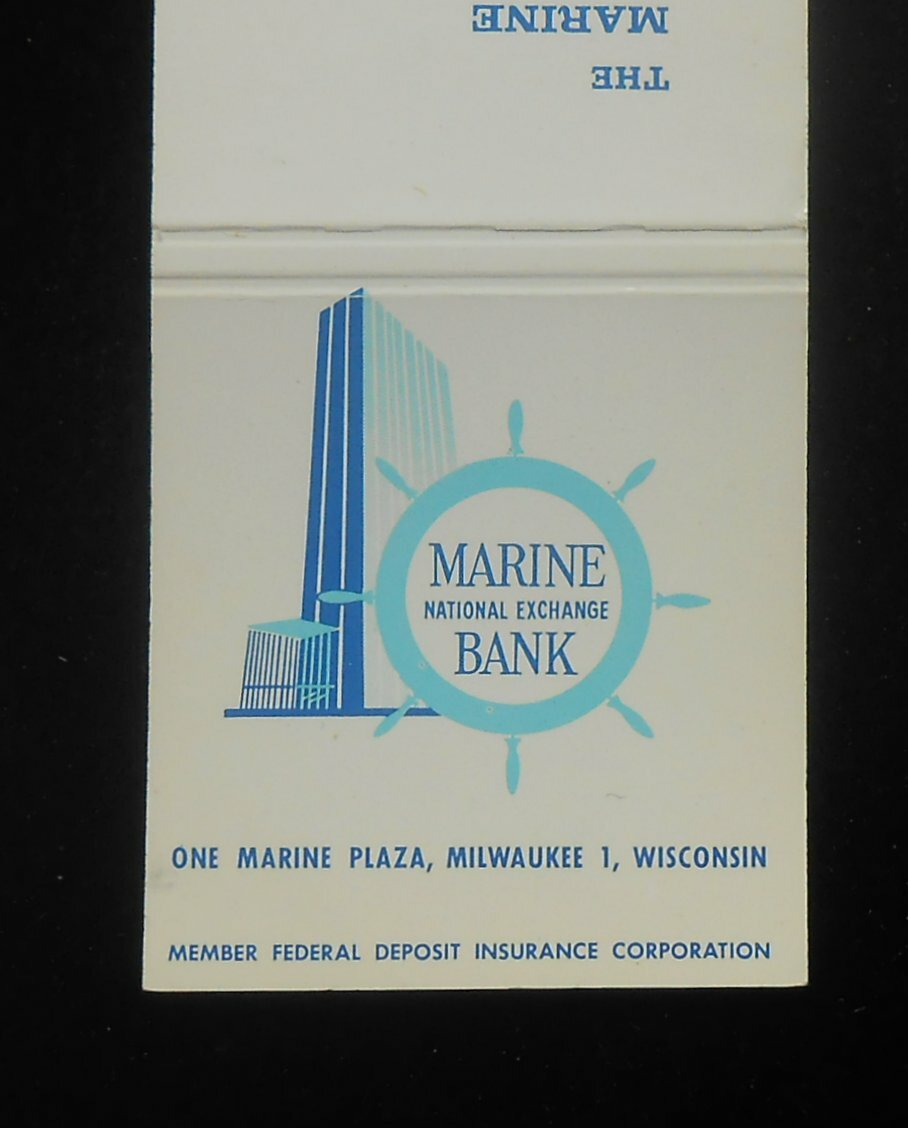 THE
MARINE
MARINE
NATIONAL EXCHANGE
BANK
ONE MARINE PLAZA, MILWAUKEE 1, WISCONSIN
MEMBER FEDERAL DEPOSIT INSURANCE CORPORATION